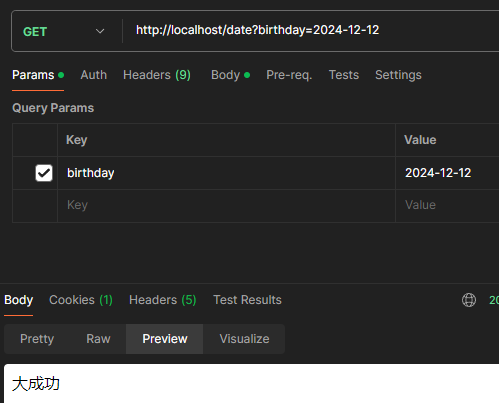 GET http://localhost/date?birthday=2024-12-12
Params Auth Headers (9) Body Pre-req. Tests Settings
Query Params
Key Value
birthday 2024-12-12
Key Value
Body Cookies (1) Headers (5) Test Results 20
Pretty Raw Preview Visualize
大成功